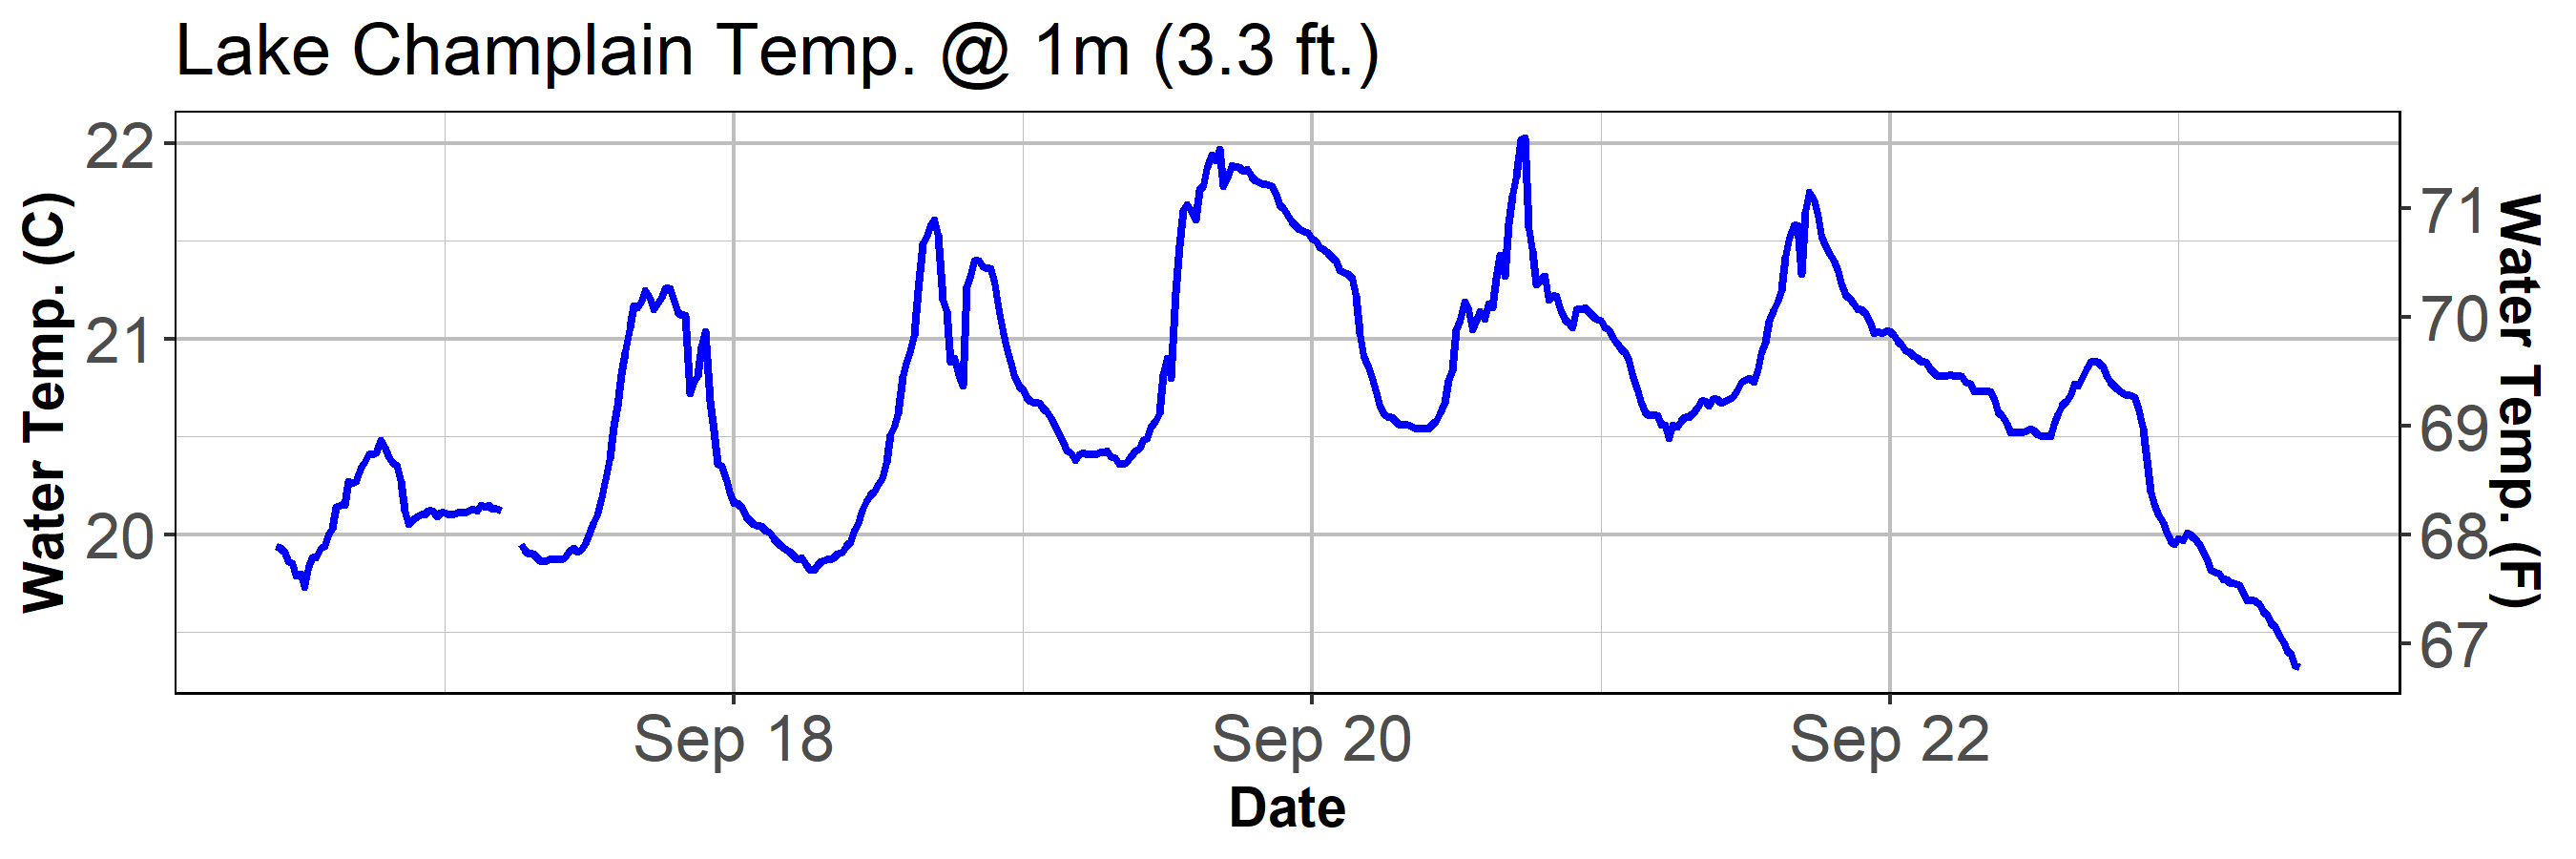 Lake Champlain Temp. @ 1m (3.3 ft.)
Water Temp. (C)
22
21
20
71
70
69
68
67
Water Temp. (F)
Sep 18
Sep 20
Sep 22
Date